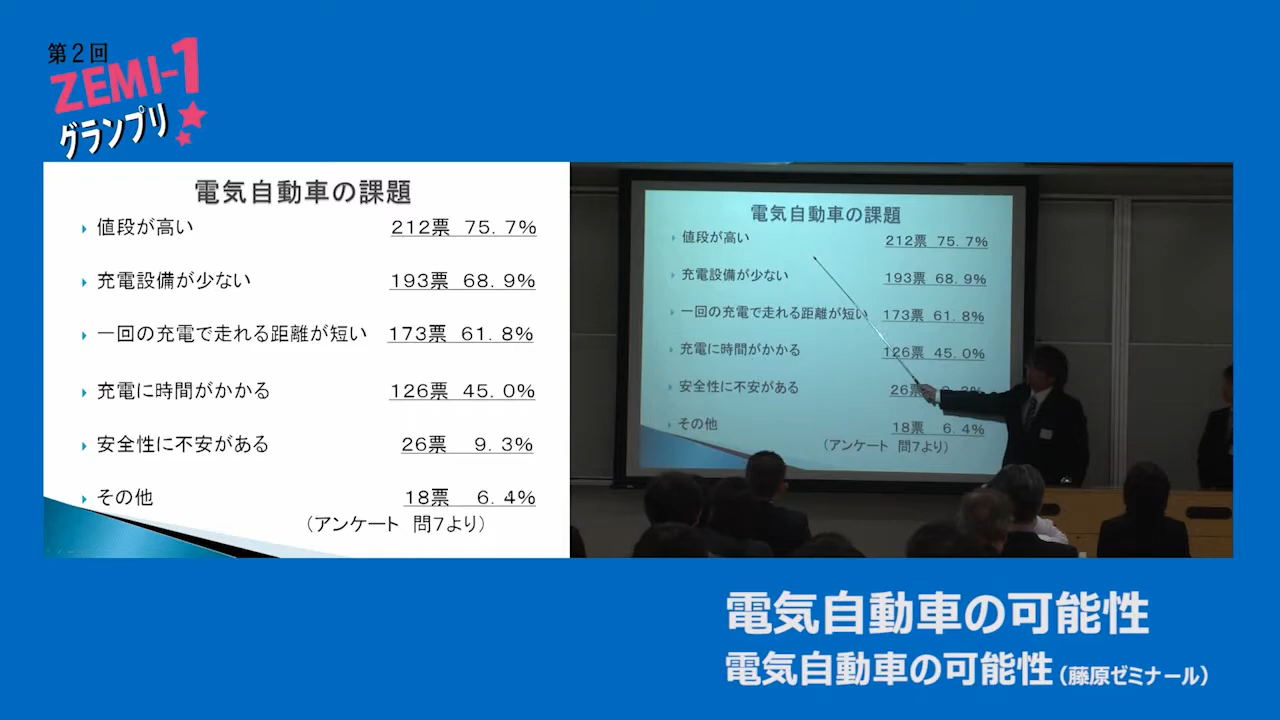 第2回
ZEMI-1
グランプリ
電気自動車の課題
値段が高い 212票 75.7%
充電設備が少ない 193票 68.9%
一回の充電で走れる距離が短い 173票 61.8%
充電に時間がかかる 126票 45.0%
安全性に不安がある 26票 9.3%
その他 18票 6.4%
（アンケート 問7より）
電気自動車の課題
値段が高い 212票 75.7%
充電設備が少ない 193票 68.9%
一回の充電で走れる距離が短い 173票 61.8%
充電に時間がかかる 126票 45.0%
安全性に不安がある 26票
その他 18票 6.4%
（アンケート 問7より）
電気自動車の可能性
電気自動車の可能性（藤原ゼミナール）